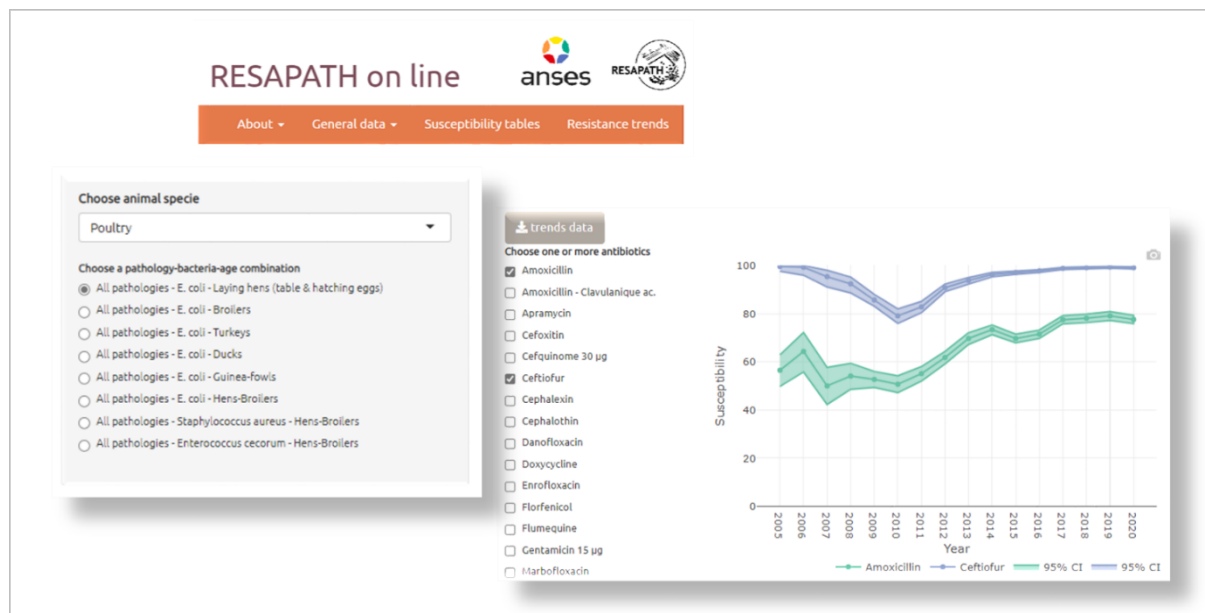 RESAPATH on line
anses
RESAPATH
About
General data
Susceptibility tables
Resistance trends
Choose animal specie
Poultry
Choose a pathology-bacteria-age combination
All pathologies - E. coli - Laying hens (table & hatching eggs)
All pathologies - E. coli - Broilers
All pathologies - E. coli - Turkeys
All pathologies - E. coli - Ducks
All pathologies - E. coli - Guinea-fowls
All pathologies - E. coli - Hens-Broilers
All pathologies - Staphylococcus aureus - Hens-Broilers
All pathologies - Enterococcus cecorum - Hens-Broilers
trends data
Choose one or more antibiotics
Amoxicillin
Amoxicillin - Clavulanique ac.
Apramycin
Cefoxitin
Cefquinome 30 µg
Ceftiofur
Cephalexin
Cephalothin
Danofloxacin
Doxycycline
Enrofloxacin
Florfenicol
Flumequine
Gentamicin 15 µg
Marbofloxacin
Susceptibility
100
80
60
40
20
0
2005
2006
2007
2008
2009
2010
2011
2012
2013
2014
2015
2016
2017
2018
2019
2020
Year
Amoxicillin
Ceftiofur
95% CI
95% CI